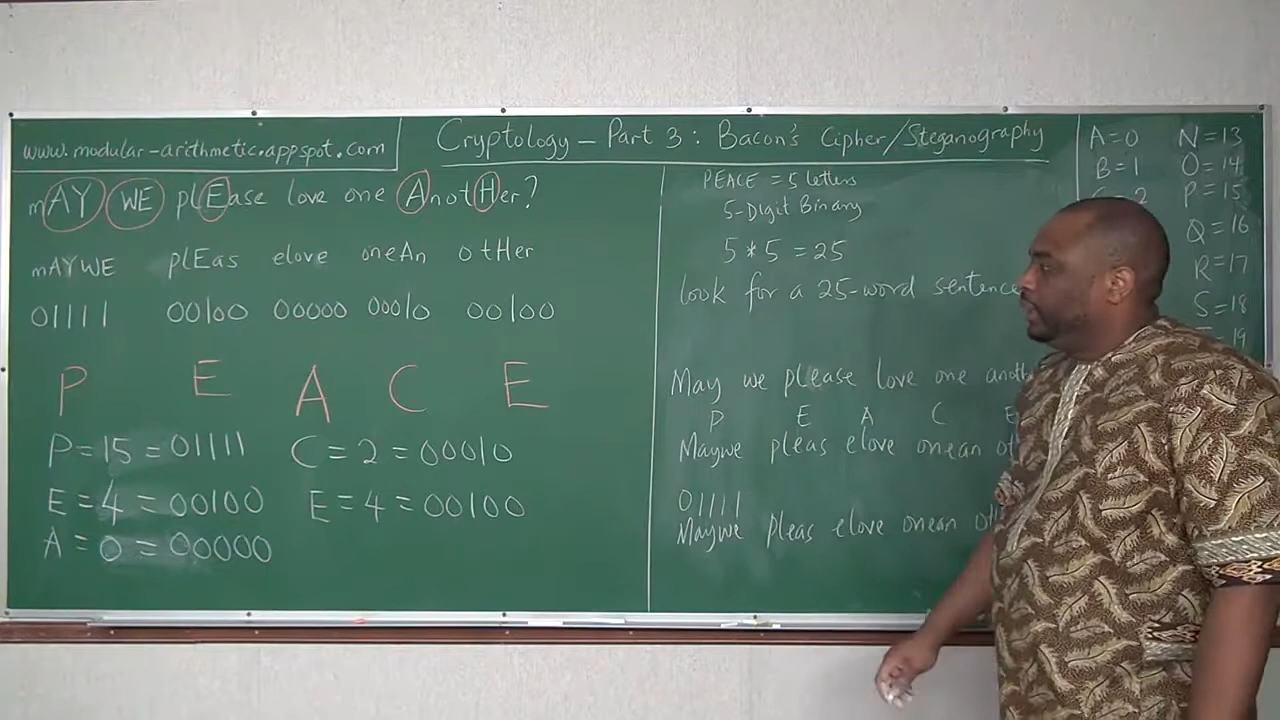 www.modular-arithmetic.appspot.com
Cryptology - Part 3: Bacon's Cipher/Steganography
mAY WE plEase love one AnotHer?
mAYWE plEas elove oneAn otHer
01111 00100 00000 00010 00100
P E A C E
P=15=01111 C=2=00010
E=4=00100 E=4=00100
A=0=00000
PEACE = 5 letters
5-Digit Binary
5*5=25
look for a 25-word sentence
May we please love one
P E A C E
Maywe pleas elove onean
01111
Maywe pleas elove onean
A=0 N=13
B=1 O=14
2 P=15
Q=16
R=17
S=18
=19